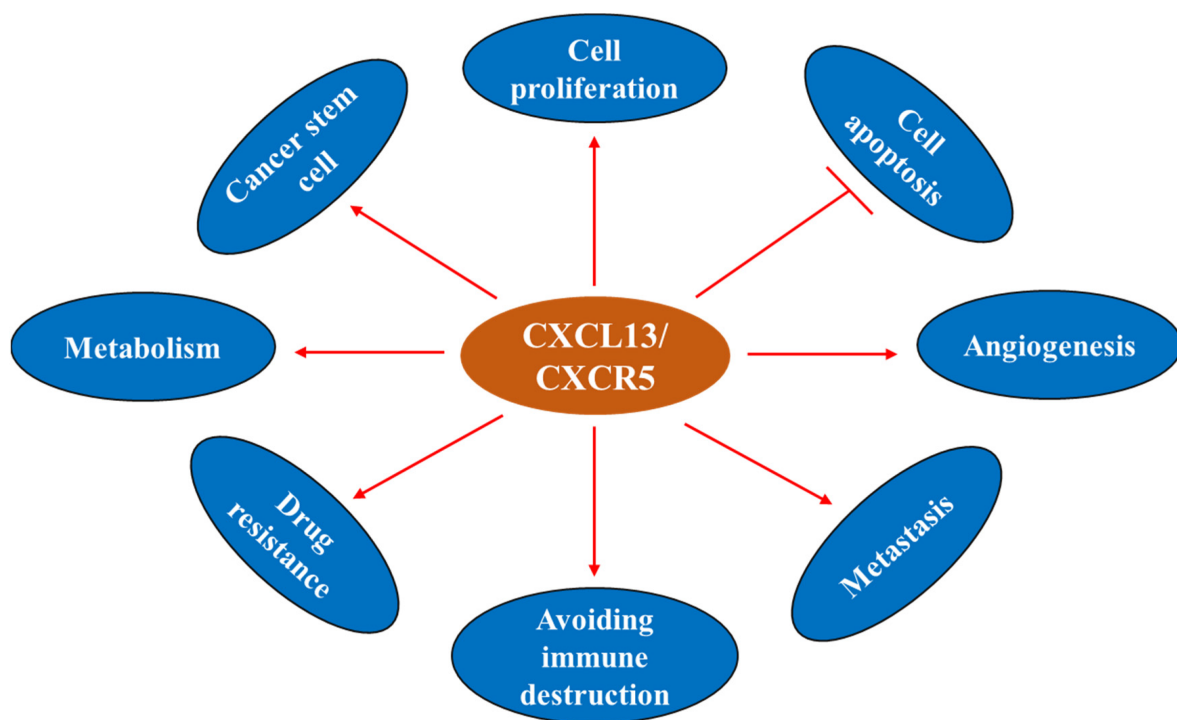 Cell
proliferation
Cell
apoptosis
Cancer stem
cell
CXCL13/
CXCR5
Metabolism
Angiogenesis
Drug
resistance
Metastasis
Avoiding
immune
destruction